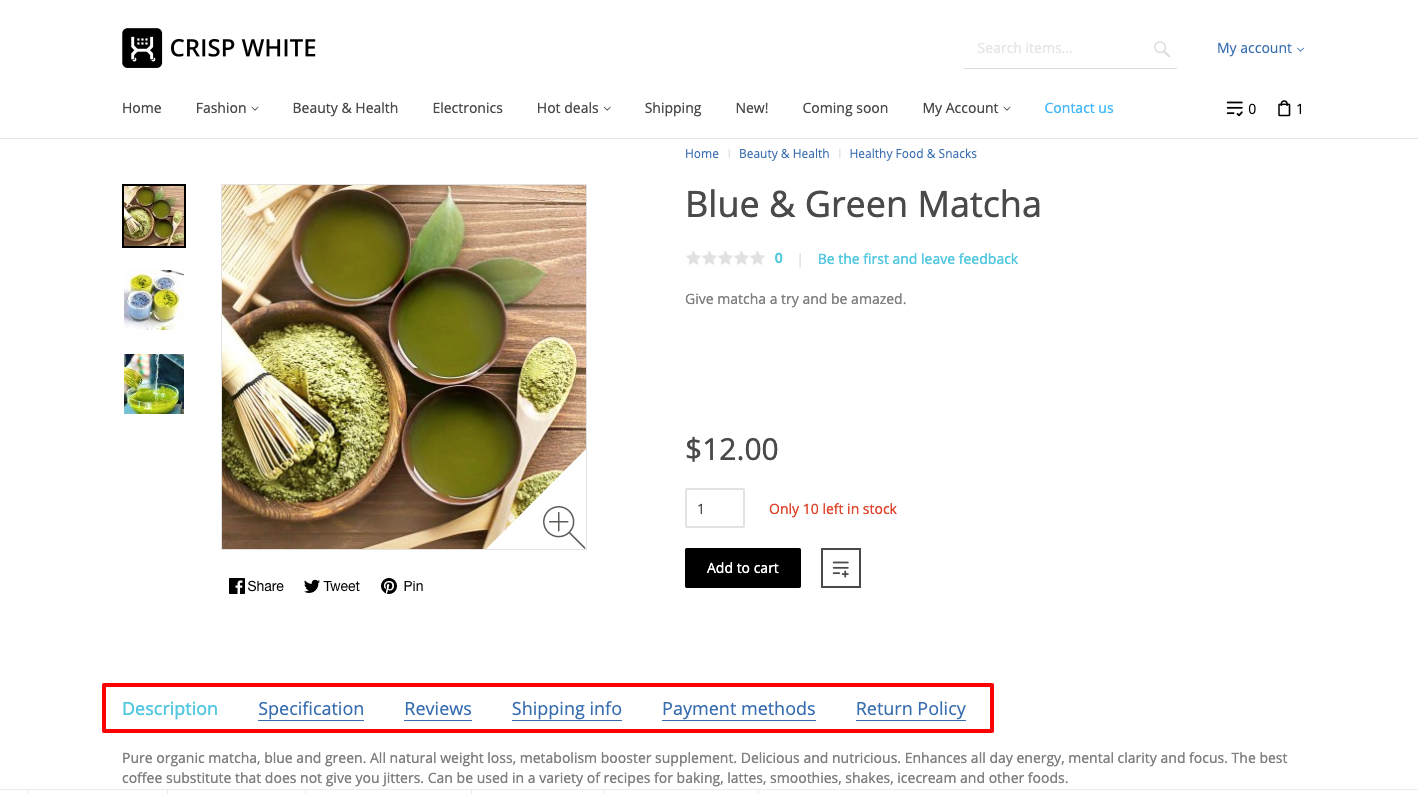 CRISP WHITE
Search items...
My account
Home Fashion Beauty & Health Electronics Hot deals Shipping New! Coming soon My Account Contact us 0 1
Home Beauty & Health Healthy Food & Snacks
Blue & Green Matcha
0 | Be the first and leave feedback
Give matcha a try and be amazed.
$12.00
1 Only 10 left in stock
Add to cart
Share Tweet Pin
Description Specification Reviews Shipping info Payment methods Return Policy
Pure organic matcha, blue and green. All natural weight loss, metabolism booster supplement. Delicious and nutricious. Enhances all day energy, mental clarity and focus. The best
coffee substitute that does not give you jitters. Can be used in a variety of recipes for baking, lattes, smoothies, shakes, icecream and other foods.